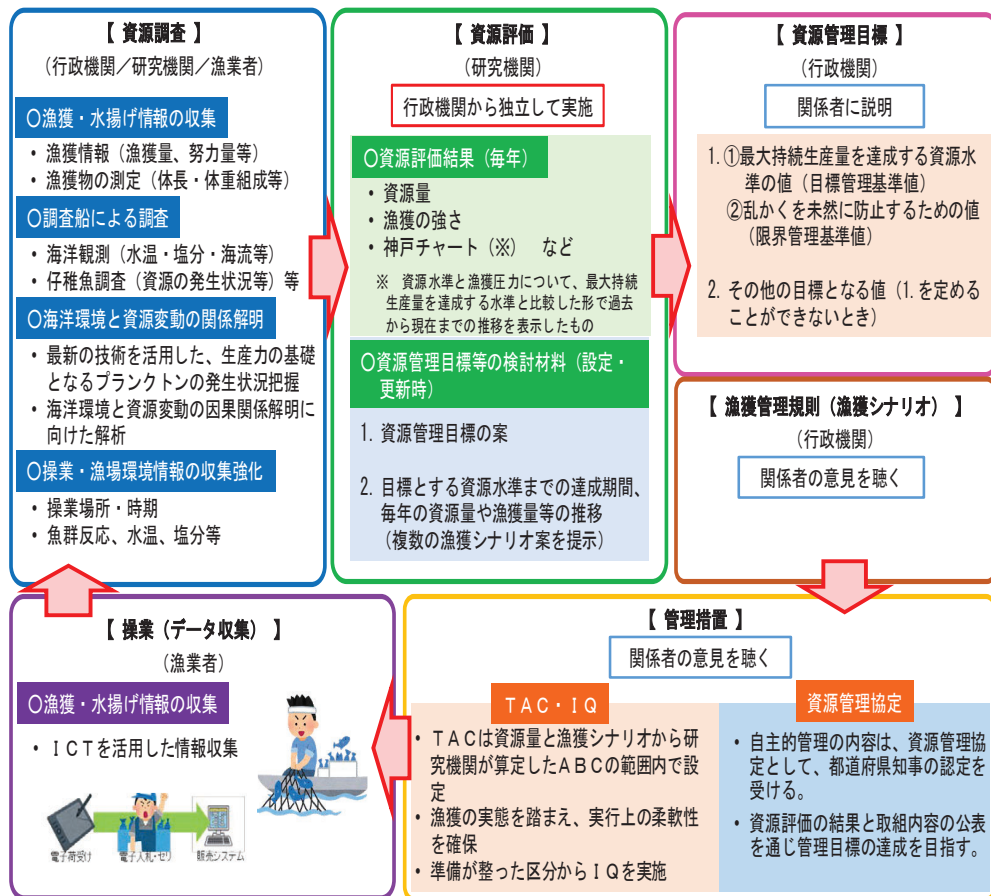 【 資源調査 】
(行政機関／研究機関／漁業者)
〇漁獲・水揚げ情報の収集
・ 漁獲情報（漁獲量、努力量等）
・ 漁獲物の測定（体長・体重組成等）
〇調査船による調査
・ 海洋観測（水温・塩分・海流等）
・ 仔稚魚調査（資源の発生状況等）等
〇海洋環境と資源変動の関係解明
・ 最新の技術を活用した、生産力の基礎
となるプランクトンの発生状況把握
・ 海洋環境と資源変動の因果関係解明に
向けた解析
〇操業・漁場環境情報の収集強化
・ 操業場所・時期
・ 魚群反応、水温、塩分等
【 資源評価 】
(研究機関)
行政機関から独立して実施
〇資源評価結果（毎年）
・ 資源量
・ 漁獲の強さ
・ 神戸チャート（※） など
※ 資源水準と漁獲圧力について、最大持続
生産量を達成する水準と比較した形で過去
から現在までの推移を表示したもの
〇資源管理目標等の検討材料（設定・
更新時）
1. 資源管理目標の案
2. 目標とする資源水準までの達成期間、
毎年の資源量や漁獲量等の推移
（複数の漁獲シナリオ案を提示）
【 資源管理目標 】
(行政機関)
関係者に説明
1. ①最大持続生産量を達成する資源水
準の値（目標管理基準値）
②乱かくを未然に防止するための値
（限界管理基準値）
2. その他の目標となる値（1.を定める
ことができないとき）
【 漁獲管理規則（漁獲シナリオ）】
(行政機関)
関係者の意見を聴く
【 管理措置 】
関係者の意見を聴く
ＴＡＣ・ＩＱ
・ ＴＡＣは資源量と漁獲シナリオから研
究機関が算定したＡＢＣの範囲内で設
定
・ 漁獲の実態を踏まえ、実行上の柔軟性
を確保
・ 準備が整った区分からＩＱを実施
資源管理協定
・ 自主的管理の内容は、資源管理協
定として、都道府県知事の認定を
受ける。
・ 資源評価の結果と取組内容の公表
を通じ管理目標の達成を目指す。
【 操業（データ収集） 】
(漁業者)
〇漁獲・水揚げ情報の収集
・ ＩＣＴを活用した情報収集
電子荷受け
電子入札・セリ
販売システム